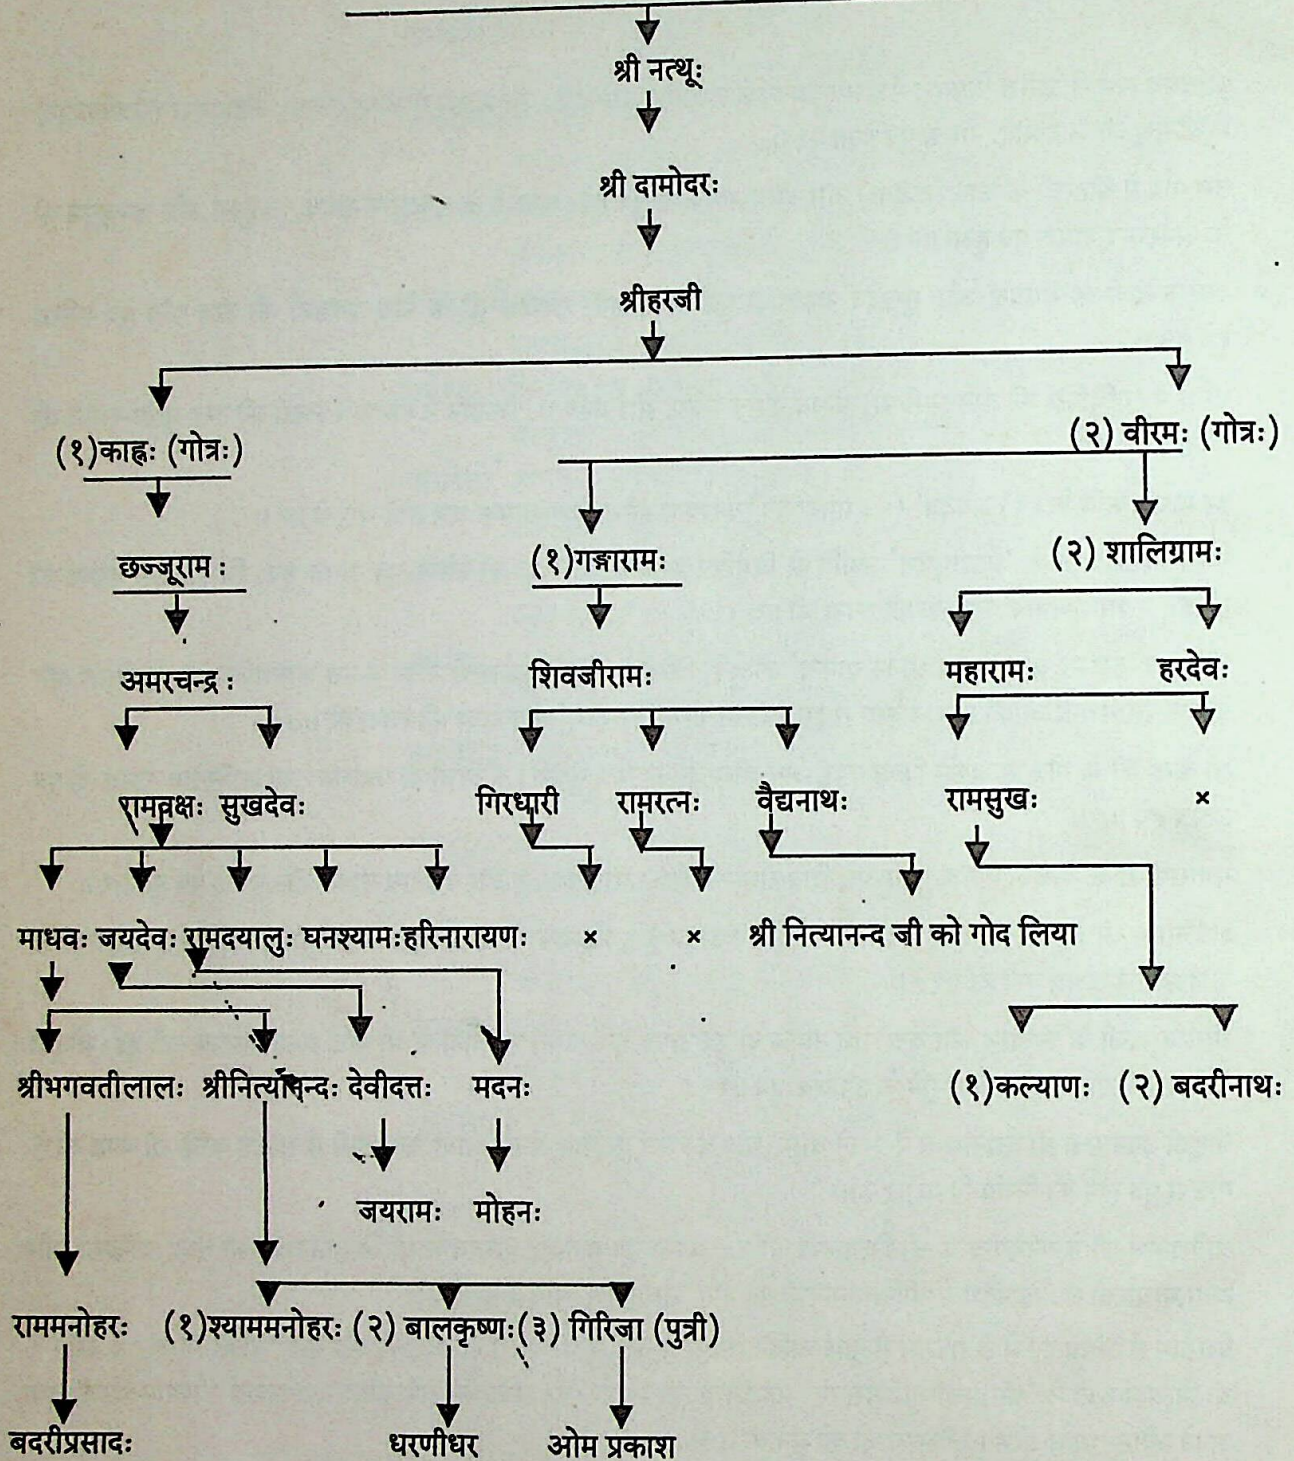 श्री नत्थूः
श्री दामोदरः
श्रीहरजी
(१)काह्नः (गोत्रः) (२) वीरमः (गोत्रः)
छज्जूराम : (१)गङ्गारामः (२) शालिग्रामः
अमरचन्द्र : शिवजीरामः महारामः हरदेवः
रामवक्षः सुखदेवः गिरधारी रामरत्नः वैद्यनाथः रामसुखः ×
माधवः जयदेवः रामदयालुः घनश्यामः हरिनारायणः × × श्री नित्यानन्द जी को गोद लिया
श्रीभगवतीलालः श्रीनित्यानन्दः देवीदत्तः मदनः (१)कल्याणः (२) बदरीनाथः
जयरामः मोहनः
राममनोहरः (१)श्याममनोहरः (२) बालकृष्णः (३) गिरिजा (पुत्री)
बदरीप्रसादः धरणीधर ओम प्रकाश